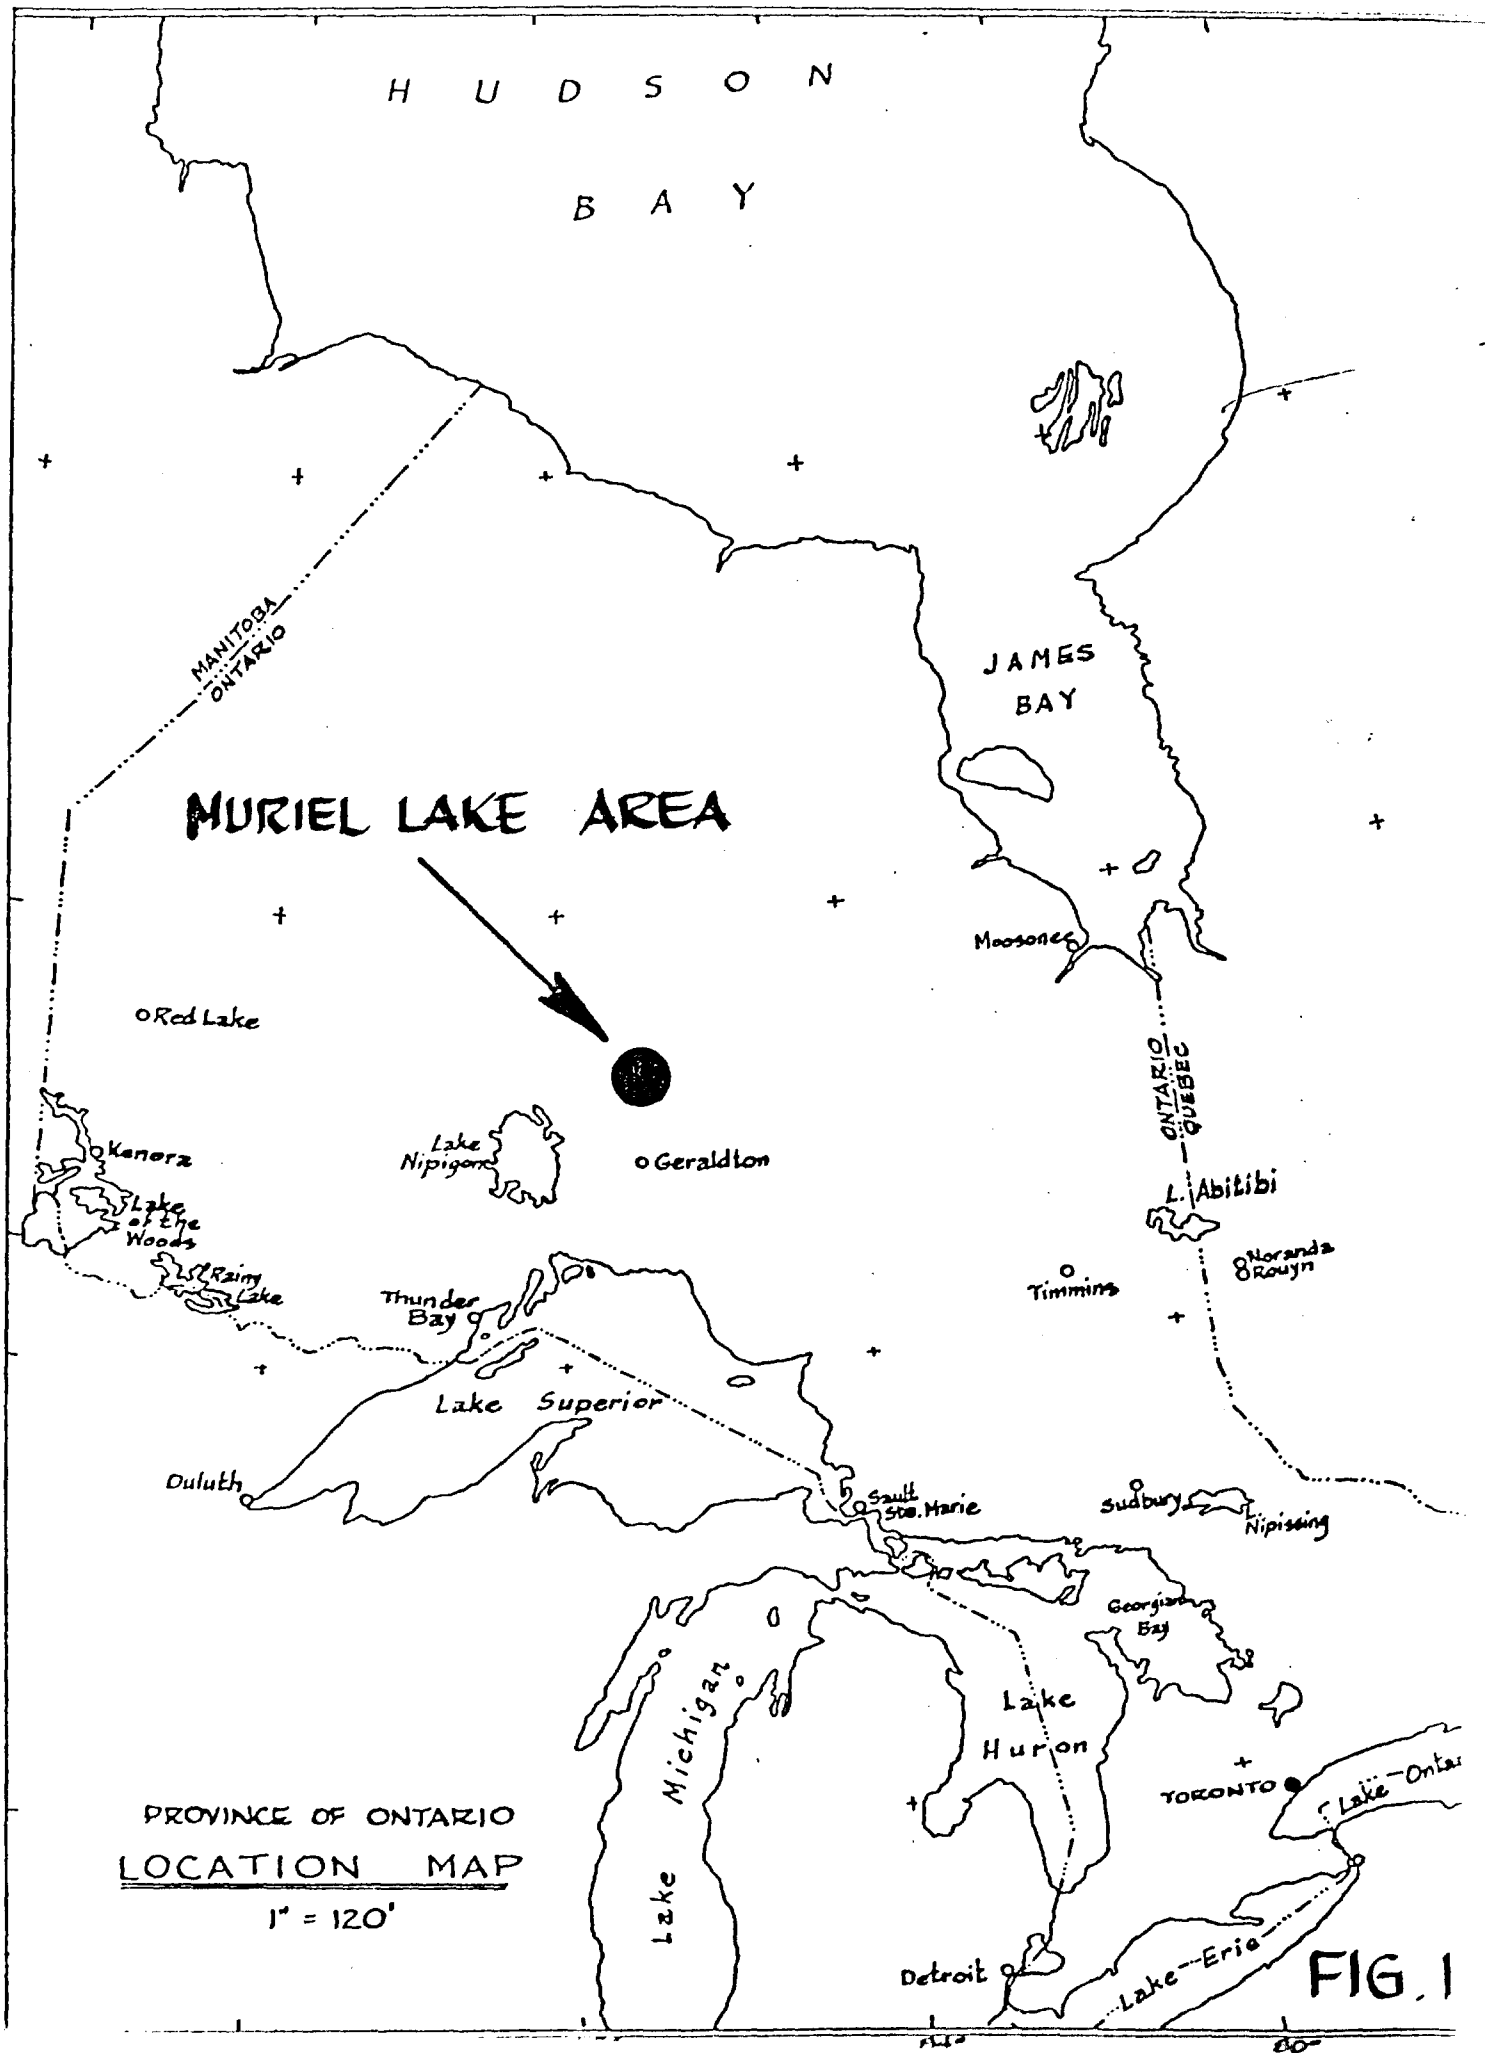 HUDSON
BAY
MANITOBA
ONTARIO
JAMES
BAY
MURIEL LAKE AREA
Moosonee
Red Lake
ONTARIO
QUEBEC
Kenora
Lake
Nipigon
Geraldton
L. Abitibi
Lake
of the
Woods
Noranda
Rouyn
Rainy
Lake
Timmins
Thunder
Bay
Lake Superior
Duluth
Sault
Ste. Marie
Sudbury
L.
Nipissing
Georgian
Bay
Lake
Huron
Lake Michigan
TORONTO
Lake Ontar
PROVINCE OF ONTARIO
LOCATION MAP
1" = 120'
Detroit
Lake Erie
FIG. 1
80°